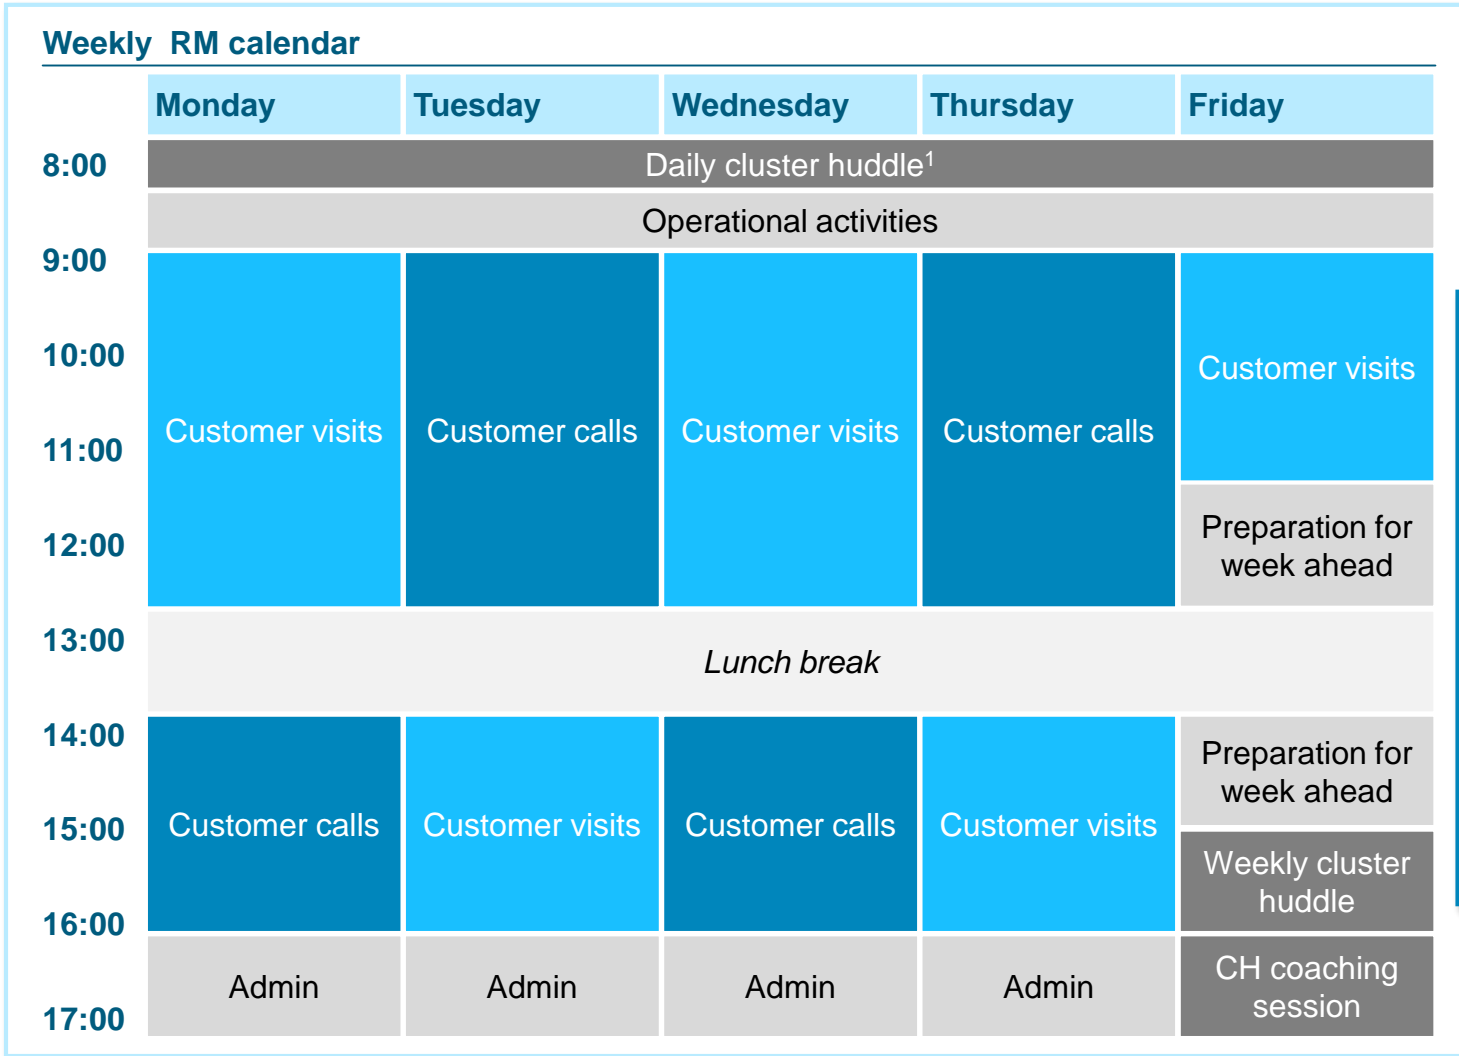 Weekly  RM calendar
Monday Tuesday Wednesday Thursday Friday
8:00 Daily cluster huddle1
Operational activities
9:00
10:00 Customer visits
Customer visits Customer calls Customer visits Customer calls
11:00
Preparation for
week ahead
12:00
13:00 Lunch break
14:00 Preparation for
week ahead
15:00 Customer calls Customer visits Customer calls Customer visits
Weekly cluster
huddle
16:00
Admin Admin Admin Admin CH coaching
session
17:00